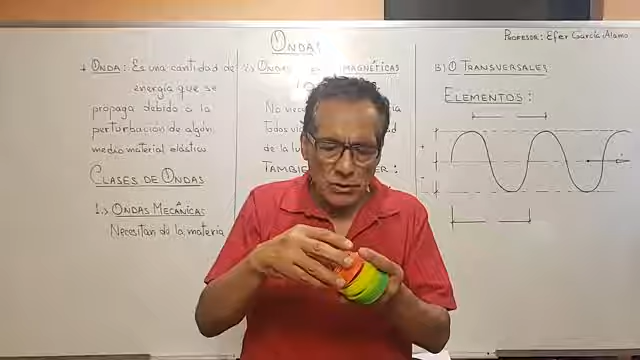 PROFESOR: Efer García Alamo
ONDAS
* ONDA: Es una cantidad de
energía que se
propaga debido a la
perturbación de algún
medio material elástico
CLASES DE ONDAS
1.> ONDAS MECÁNICAS
Necesitan de la materia
2.> ONDAS MAGNÉTICAS
No
Todos
de la
TAMBIÉN
B) O TRANSVERSALES
ELEMENTOS:
+
-